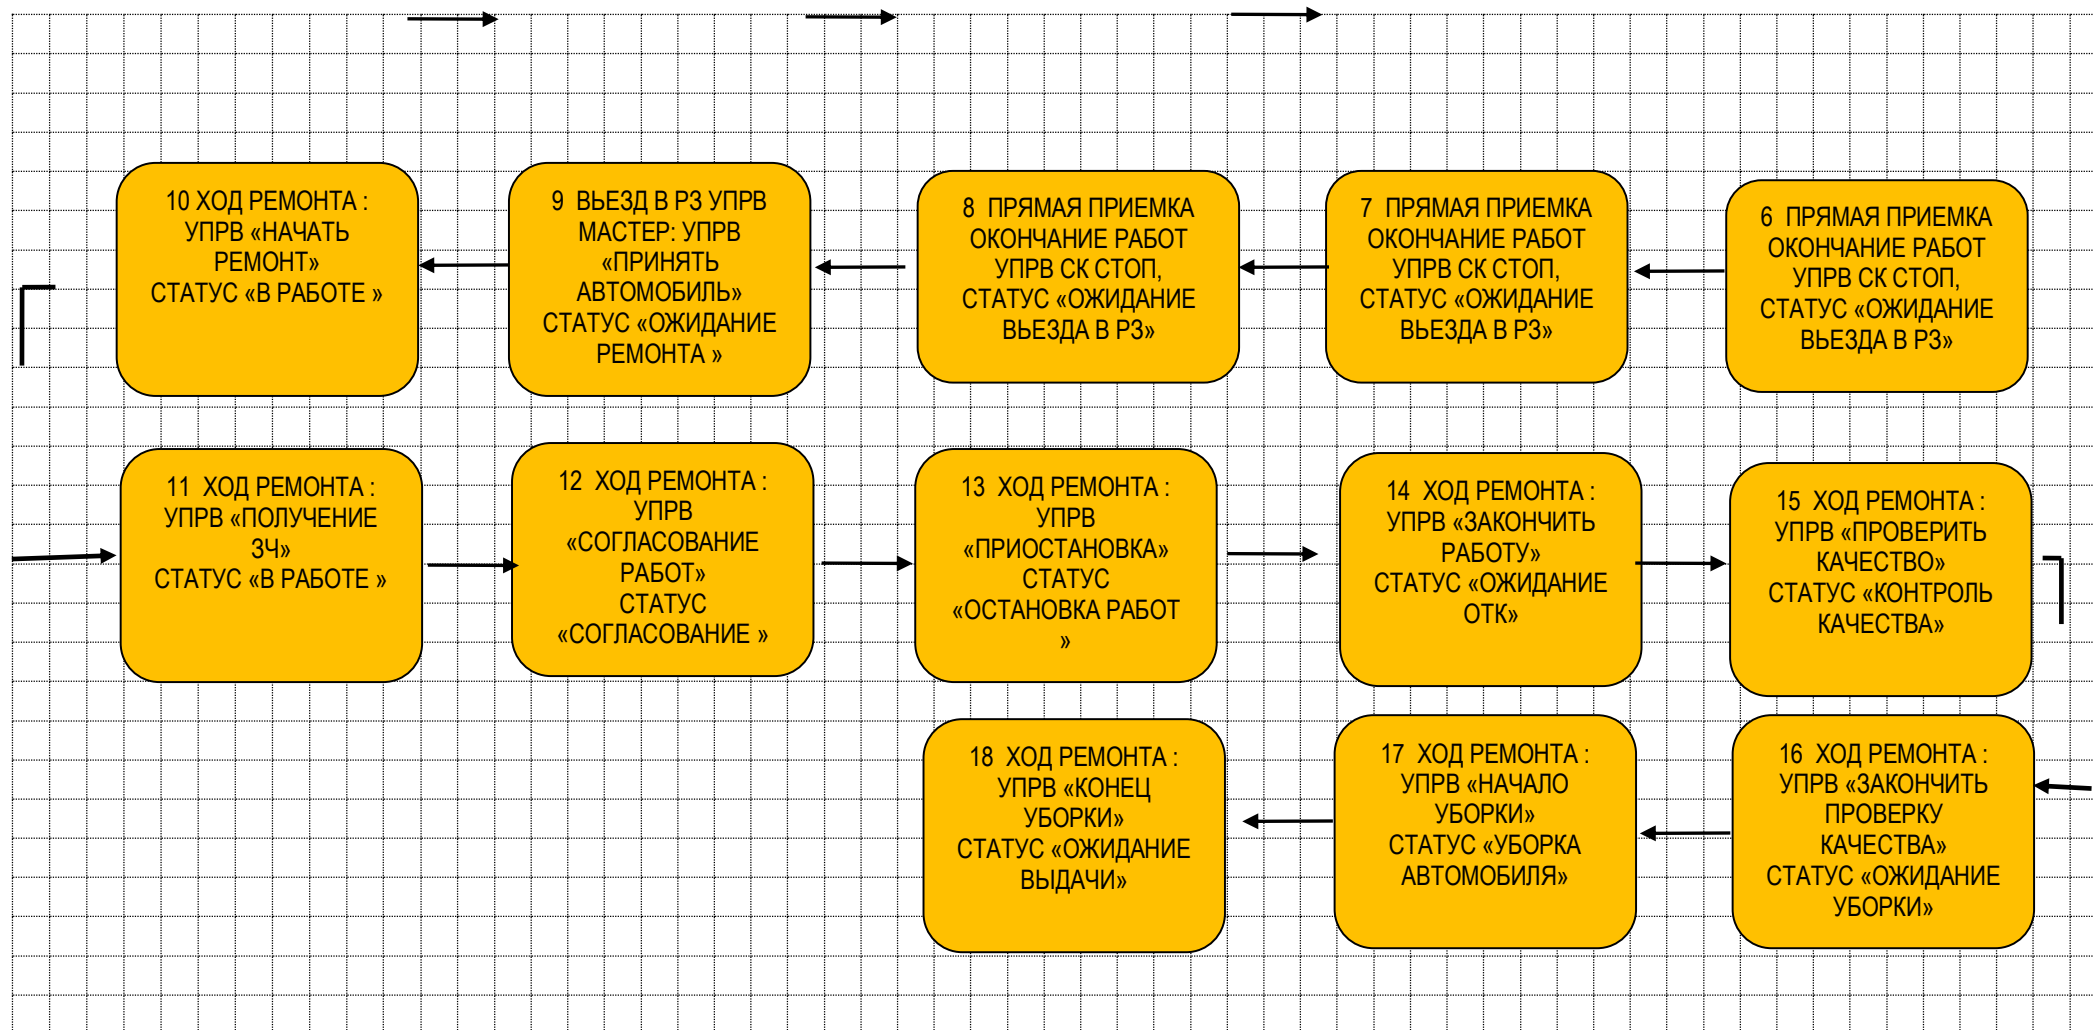 10 ХОД РЕМОНТА :
УПРВ «НАЧАТЬ
РЕМОНТ»
СТАТУС «В РАБОТЕ »
9 ВЬЕЗД В РЗ УПРВ
МАСТЕР: УПРВ
«ПРИНЯТЬ
АВТОМОБИЛЬ»
СТАТУС «ОЖИДАНИЕ
РЕМОНТА »
8 ПРЯМАЯ ПРИЕМКА
ОКОНЧАНИЕ РАБОТ
УПРВ СК СТОП,
СТАТУС «ОЖИДАНИЕ
ВЬЕЗДА В РЗ»
7 ПРЯМАЯ ПРИЕМКА
ОКОНЧАНИЕ РАБОТ
УПРВ СК СТОП,
СТАТУС «ОЖИДАНИЕ
ВЬЕЗДА В РЗ»
6 ПРЯМАЯ ПРИЕМКА
ОКОНЧАНИЕ РАБОТ
УПРВ СК СТОП,
СТАТУС «ОЖИДАНИЕ
ВЬЕЗДА В РЗ»
11 ХОД РЕМОНТА :
УПРВ «ПОЛУЧЕНИЕ
ЗЧ»
СТАТУС «В РАБОТЕ »
12 ХОД РЕМОНТА :
УПРВ
«СОГЛАСОВАНИЕ
РАБОТ»
СТАТУС
«СОГЛАСОВАНИЕ »
13 ХОД РЕМОНТА :
УПРВ
«ПРИОСТАНОВКА»
СТАТУС
«ОСТАНОВКА РАБОТ
»
14 ХОД РЕМОНТА :
УПРВ «ЗАКОНЧИТЬ
РАБОТУ»
СТАТУС «ОЖИДАНИЕ
ОТК»
15 ХОД РЕМОНТА :
УПРВ «ПРОВЕРИТЬ
КАЧЕСТВО»
СТАТУС «КОНТРОЛЬ
КАЧЕСТВА»
18 ХОД РЕМОНТА :
УПРВ «КОНЕЦ
УБОРКИ»
СТАТУС «ОЖИДАНИЕ
ВЫДАЧИ»
17 ХОД РЕМОНТА :
УПРВ «НАЧАЛО
УБОРКИ»
СТАТУС «УБОРКА
АВТОМОБИЛЯ»
16 ХОД РЕМОНТА :
УПРВ «ЗАКОНЧИТЬ
ПРОВЕРКУ
КАЧЕСТВА»
СТАТУС «ОЖИДАНИЕ
УБОРКИ»